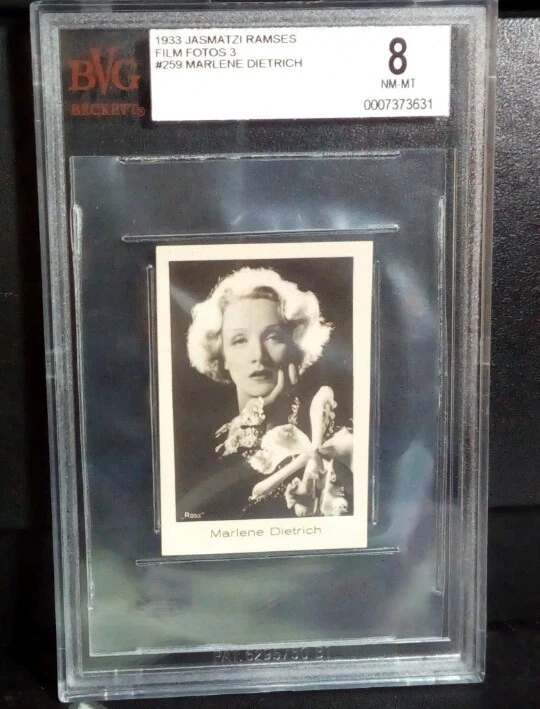 BVG
BECKETT
1933 JASMATZI RAMSES
FILM FOTOS 3
#259 MARLENE DIETRICH
8
NM-MT
0007373631
„Ross"
Marlene Dietrich